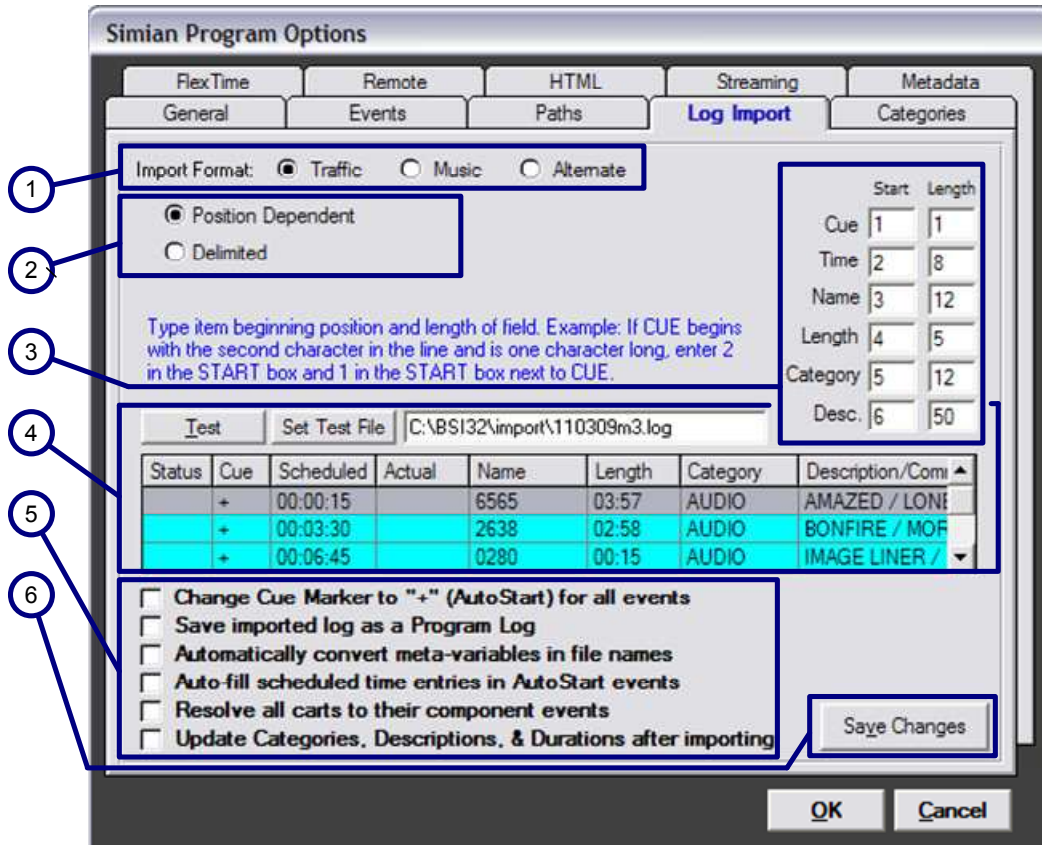 Simian Program Options
FlexTime Remote HTML Streaming Metadata
General Events Paths Log Import Categories
1
Import Format: Traffic Music Alternate
2
Position Dependent
Delimited
Start Length
Cue 1 1
Time 2 8
Name 3 12
Length 4 5
Category 5 12
Desc. 6 50
3
Type item beginning position and length of field. Example: If CUE begins
with the second character in the line and is one character long, enter 2
in the START box and 1 in the START box next to CUE.
4
Test Set Test File C:\BSI32\import\110309m3.log
Status Cue Scheduled Actual Name Length Category Description/Com
+ 00:00:15 6565 03:57 AUDIO AMAZED / LONE
+ 00:03:30 2638 02:58 AUDIO BONFIRE / MOR
+ 00:06:45 0280 00:15 AUDIO IMAGE LINER /
5
Change Cue Marker to "+" (AutoStart) for all events
Save imported log as a Program Log
Automatically convert meta-variables in file names
Auto-fill scheduled time entries in AutoStart events
Resolve all carts to their component events
Update Categories, Descriptions, & Durations after importing
6
Save Changes
OK Cancel